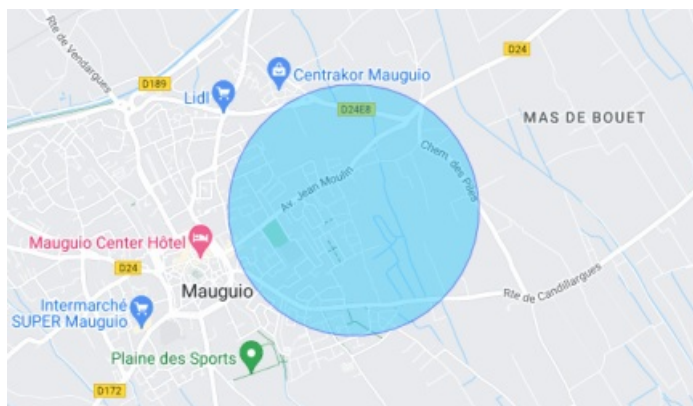 Rte de Vendargues
D189
Lidl
Centrakor Mauguio
D24
D24E8
MAS DE BOUET
Chem. des Piles
Av. Jean Moulin
Mauguio Center Hôtel
D24
Mauguio
Rte de Candillargues
Intermarché
SUPER Mauguio
Plaine des Sports
D172